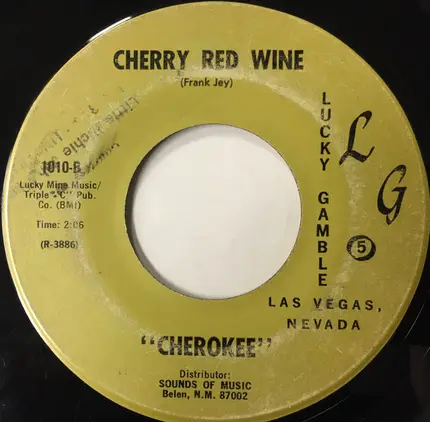 CHERRY RED WINE
(Frank Jey)
1010-B
Lucky Mine Music/
Triple "C" Pub.
Co. (BMI)
Time: 2:06
(R-3886)
LUCKY GAMBLE
L G
5
LAS VEGAS,
NEVADA
"CHEROKEE"
Distributor:
SOUNDS OF MUSIC
Belen, N.M. 87002